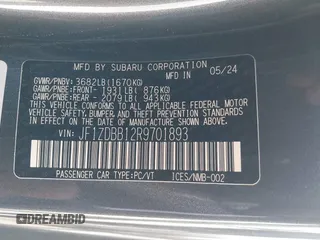 MFD BY SUBARU CORPORATION 05/24
GVWR/PNBV: 3682LB(1670KG)
GAWR/PNBE:FRONT- 1931LB( 876KG)
GAWR/PNBE:REAR - 2079LB( 943KG)
THIS VEHICLE CONFORMS TO ALL APPLICABLE
FEDERAL MOTOR VEHICLE SAFETY, BUMPER,
AND THEFT PREVENTION STANDARDS
IN EFFECT ON THE DATE OF
MANUFACTURE SHOWN ABOVE.
VIN: JF1ZDBB12R9701893
PASSENGER CAR TYPE:PC/VT ICES/NMB-002
DREAMBID